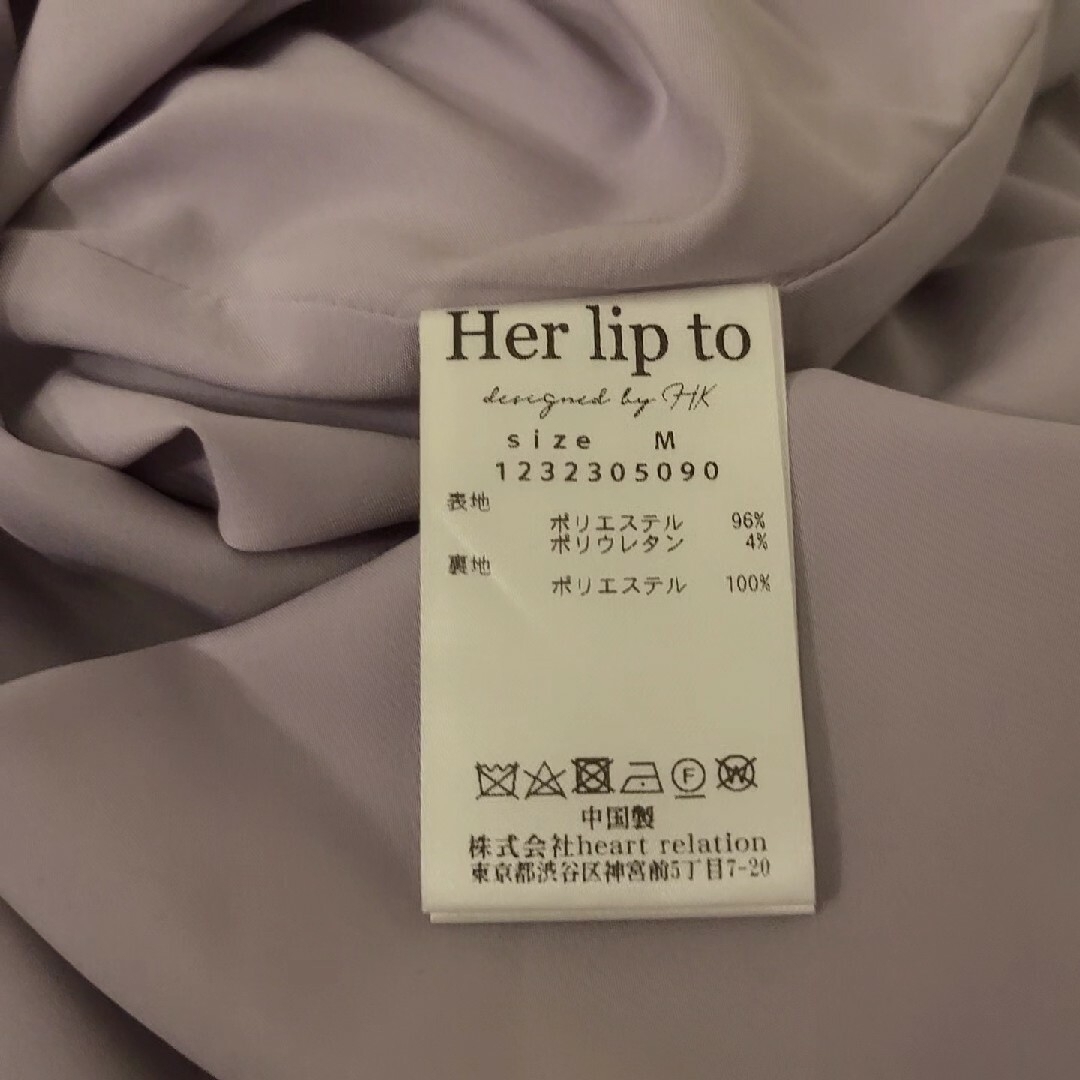 Her lip to
designed by HK
size M
1232305090
表地
ポリエステル 96%
ポリウレタン 4%
裏地
ポリエステル 100%
F W
中国製
株式会社heart relation
東京都渋谷区神宮前5丁目7-20